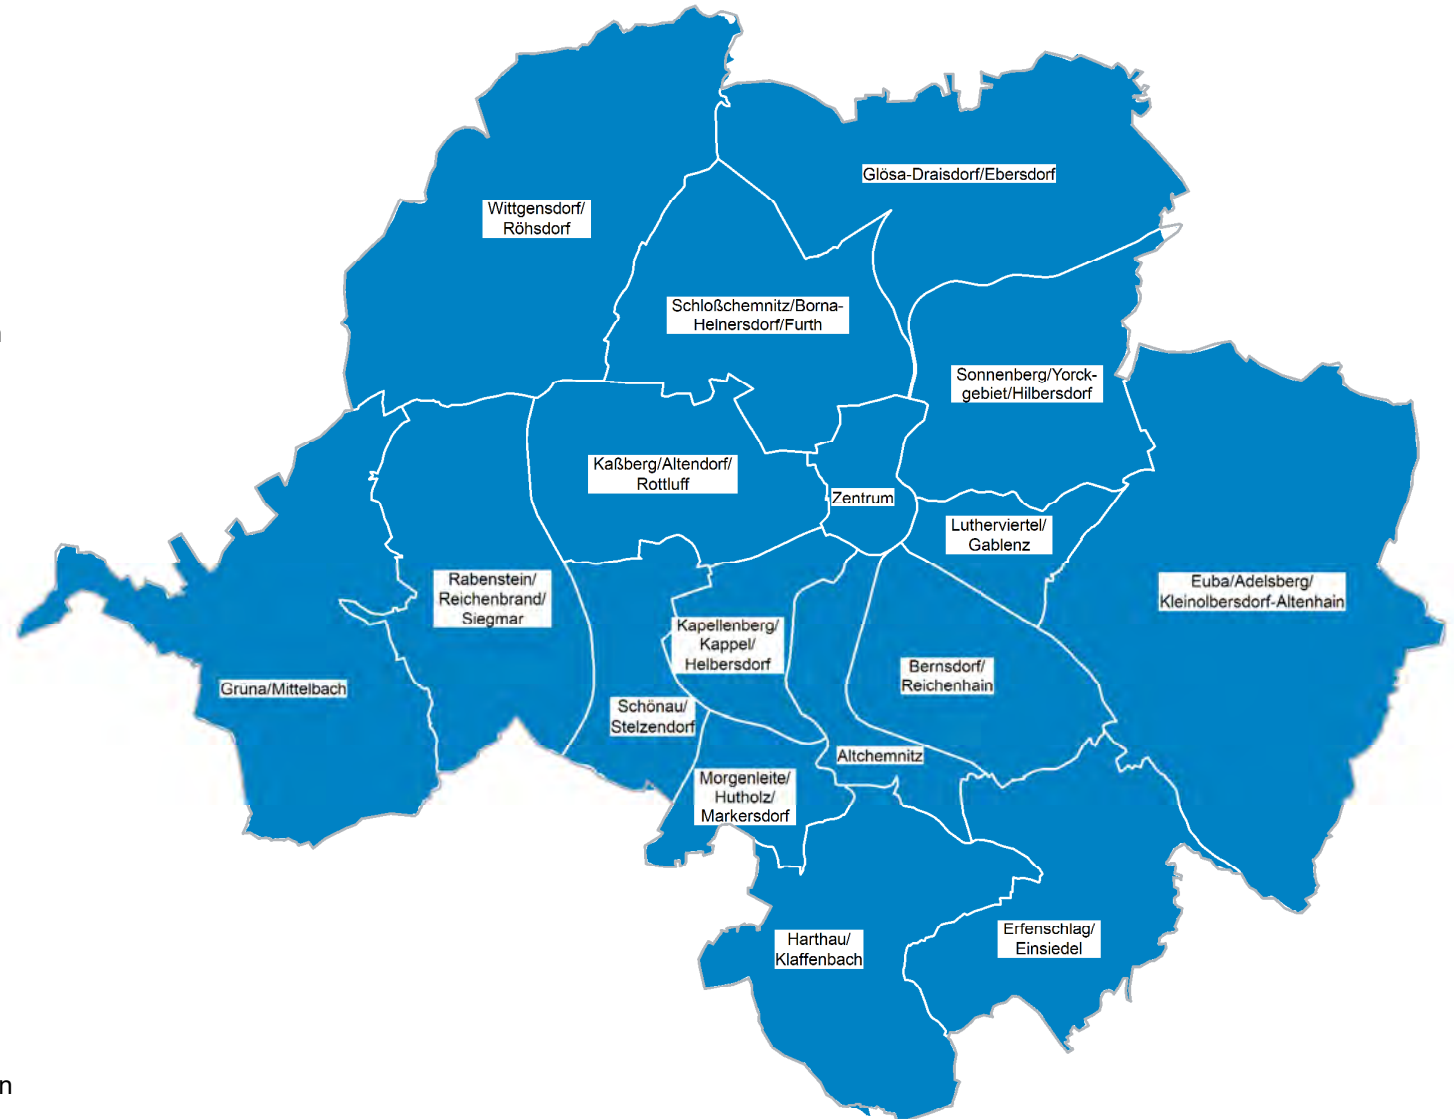 Glösa-Draisdorf/Ebersdorf
Wittgensdorf/
Röhsdorf
Schloßchemnitz/Borna-
Heinersdorf/Furth
Sonnenberg/Yorck-
gebiet/Hilbersdorf
Kaßberg/Altendorf/
Rottluff
Zentrum
Lutherviertel/
Gablenz
Rabenstein/
Reichenbrand/
Siegmar
Euba/Adelsberg/
Kleinolbersdorf-Altenhain
Kapellenberg/
Kappel/
Helbersdorf
Bernsdorf/
Reichenhain
Gruna/Mittelbach
Schönau/
Stelzendorf
Altchemnitz
Morgenleite/
Hutholz/
Markersdorf
Harthau/
Klaffenbach
Erfenschlag/
Einsiedel
n